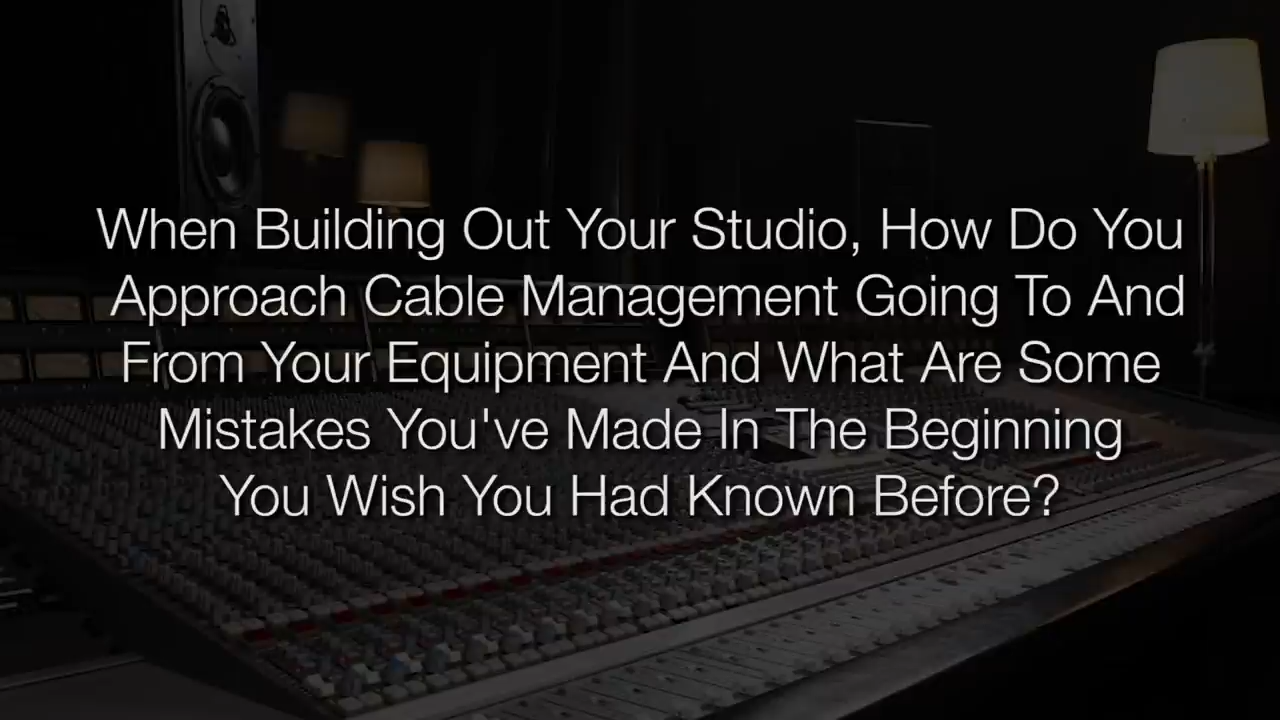 When Building Out Your Studio, How Do You
Approach Cable Management Going To And
From Your Equipment And What Are Some
Mistakes You've Made In The Beginning
You Wish You Had Known Before?